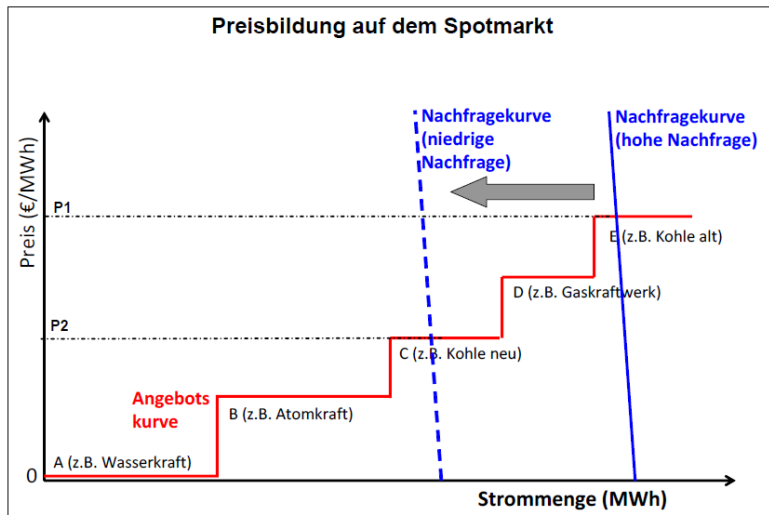 Preisbildung auf dem Spotmarkt
Nachfragekurve
(niedrige
Nachfrage)
Nachfragekurve
(hohe Nachfrage)
Preis (€/MWh)
P1
E (z.B. Kohle alt)
D (z.B. Gaskraftwerk)
P2
C (z.B. Kohle neu)
Angebots
kurve
B (z.B. Atomkraft)
A (z.B. Wasserkraft)
0
Strommenge (MWh)